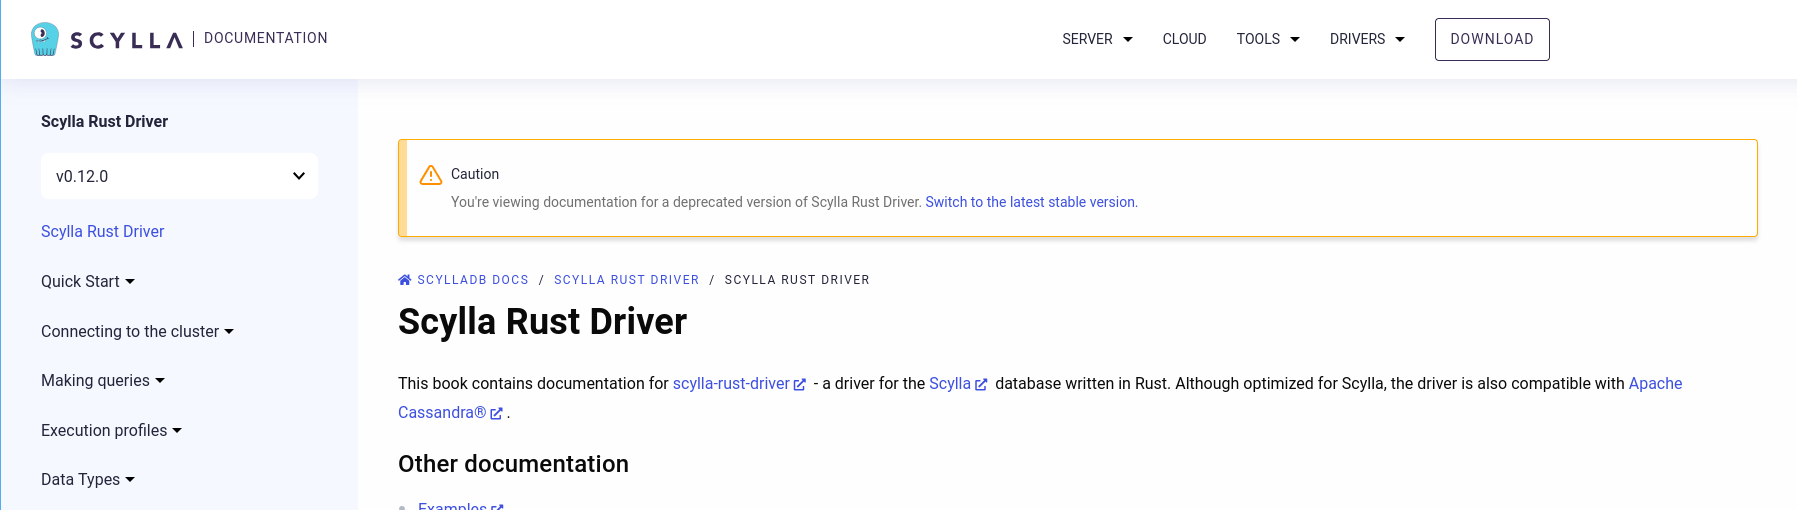 SCYLLA | DOCUMENTATION
SERVER CLOUD TOOLS DRIVERS DOWNLOAD
Scylla Rust Driver
v0.12.0
Scylla Rust Driver
Quick Start
Connecting to the cluster
Making queries
Execution profiles
Data Types
Caution
You're viewing documentation for a deprecated version of Scylla Rust Driver. Switch to the latest stable version.
SCYLLADB DOCS / SCYLLA RUST DRIVER / SCYLLA RUST DRIVER
Scylla Rust Driver
This book contains documentation for scylla-rust-driver - a driver for the Scylla database written in Rust. Although optimized for Scylla, the driver is also compatible with Apache
Cassandra® .
Other documentation
Examples